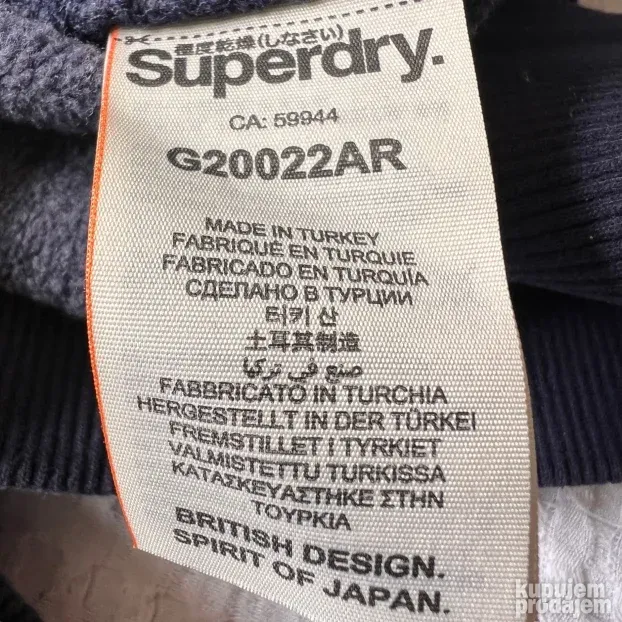 極度乾燥(しなさい)
Superdry.
CA: 59944
G20022AR
MADE IN TURKEY
FABRIQUÉ EN TURQUIE
FABRICADO EN TURQUÍA
СДЕЛАНО В ТУРЦИИ
터키 산
土耳其制造
صنع في تركيا
FABBRICATO IN TURCHIA
HERGESTELLT IN DER TÜRKEI
FREMSTILLET I TYRKIET
VALMISTETTU TURKISSA
ΚΑΤΑΣΚΕΥΑΣΤΗΚΕ ΣΤΗΝ
ΤΟΥΡΚΙΑ
BRITISH DESIGN.
SPIRIT OF JAPAN.
kupujem
prodajem